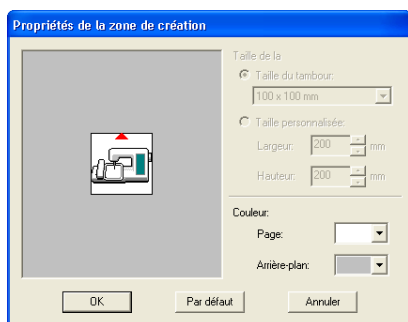 Propriétés de la zone de création
Taille de la
Taille du tambour:
100 x 100 mm
Taille personnalisée:
Largeur: 200 mm
Hauteur: 200 mm
Couleur:
Page:
Arrière-plan:
OK Par défaut Annuler